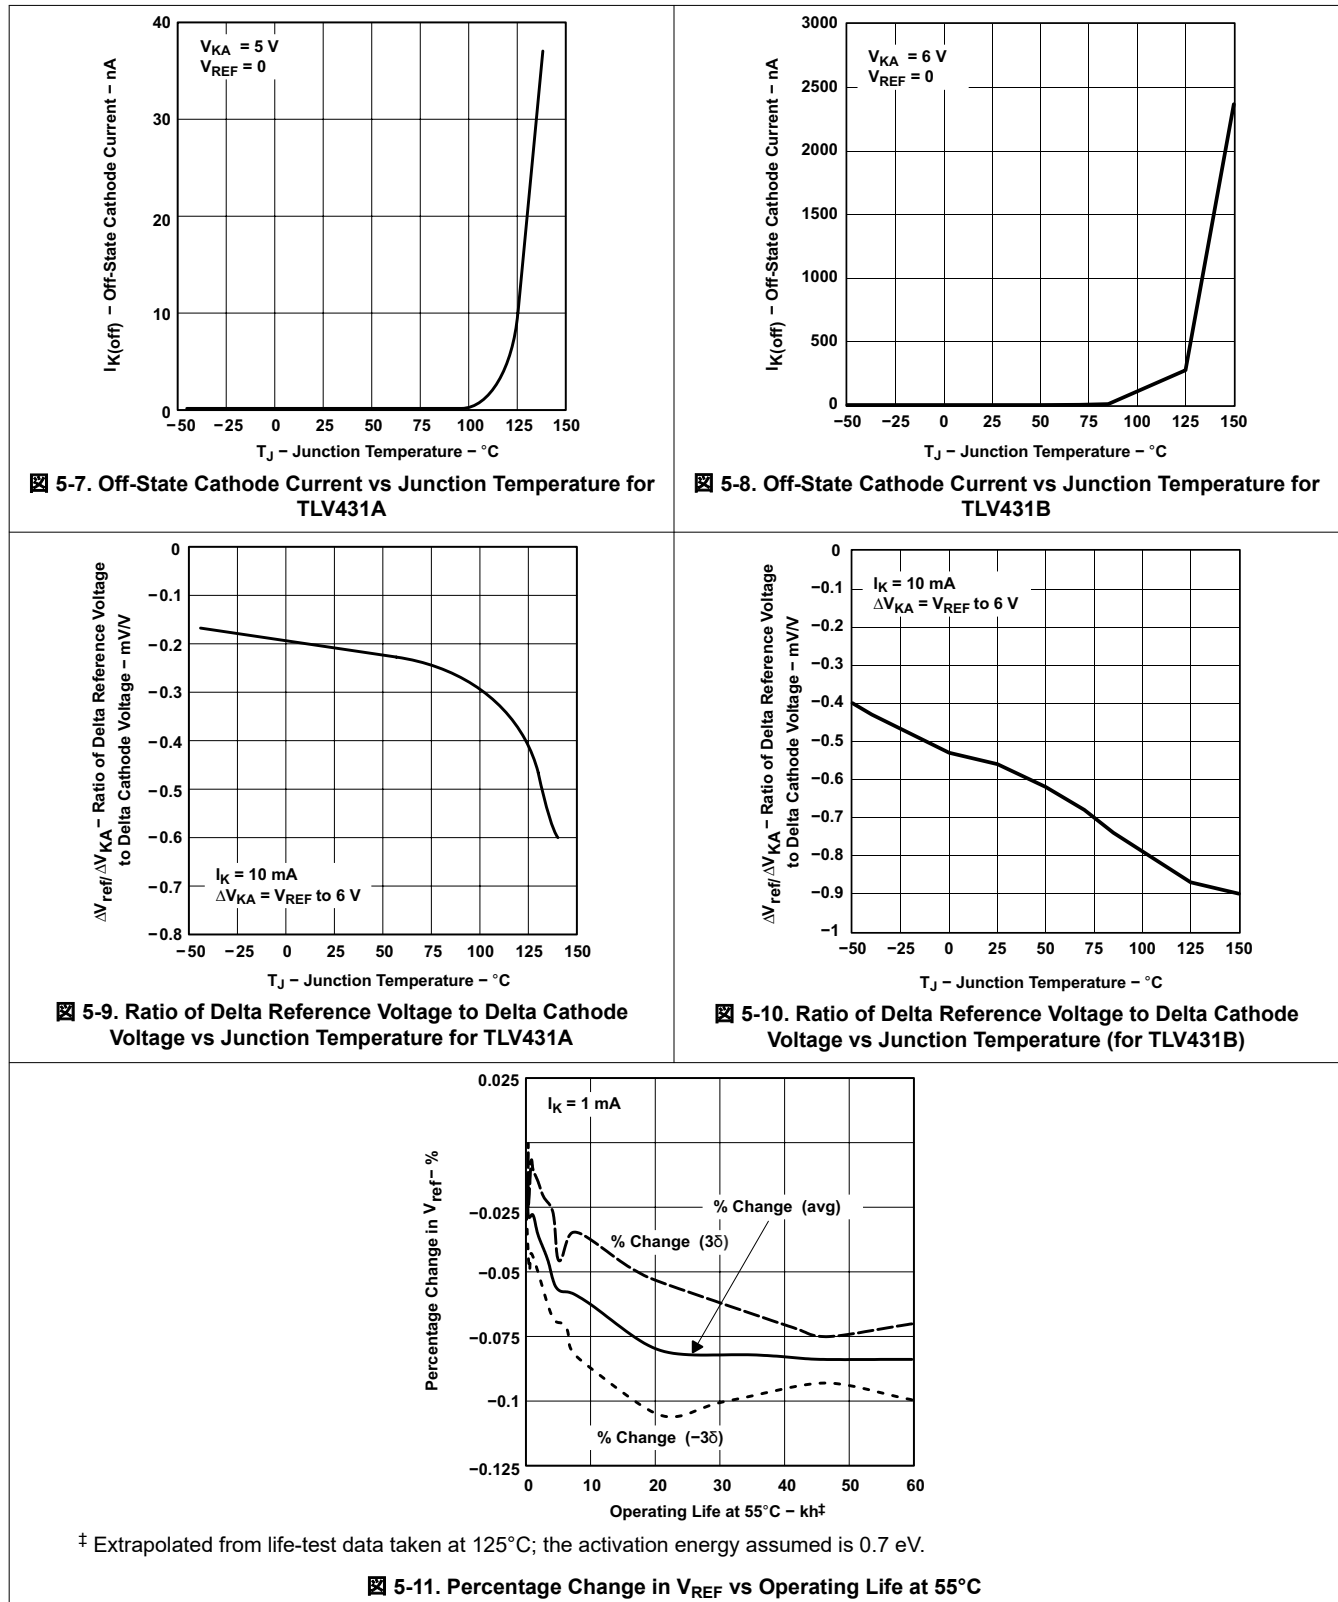 V_KA = 5 V
V_REF = 0
I_K(off) − Off-State Cathode Current − nA
40
30
20
10
0
−50 −25 0 25 50 75 100 125 150
T_J − Junction Temperature − °C
図 5-7. Off-State Cathode Current vs Junction Temperature for
TLV431A
V_KA = 6 V
V_REF = 0
I_K(off) − Off-State Cathode Current − nA
3000
2500
2000
1500
1000
500
0
−50 −25 0 25 50 75 100 125 150
T_J − Junction Temperature − °C
図 5-8. Off-State Cathode Current vs Junction Temperature for
TLV431B
ΔV_ref/ΔV_KA − Ratio of Delta Reference Voltage
to Delta Cathode Voltage − mV/V
0
−0.1
−0.2
−0.3
−0.4
−0.5
−0.6
−0.7
−0.8
I_K = 10 mA
ΔV_KA = V_REF to 6 V
−50 −25 0 25 50 75 100 125 150
T_J − Junction Temperature − °C
図 5-9. Ratio of Delta Reference Voltage to Delta Cathode
Voltage vs Junction Temperature for TLV431A
ΔV_ref/ΔV_KA − Ratio of Delta Reference Voltage
to Delta Cathode Voltage − mV/V
I_K = 10 mA
ΔV_KA = V_REF to 6 V
0
−0.1
−0.2
−0.3
−0.4
−0.5
−0.6
−0.7
−0.8
−0.9
−1
−50 −25 0 25 50 75 100 125 150
T_J − Junction Temperature − °C
図 5-10. Ratio of Delta Reference Voltage to Delta Cathode
Voltage vs Junction Temperature (for TLV431B)
Percentage Change in V_ref − %
I_K = 1 mA
0.025
−0.025
−0.05
−0.075
−0.1
−0.125
% Change (avg)
% Change (3δ)
% Change (−3δ)
0 10 20 30 40 50 60
Operating Life at 55°C − kh‡
‡ Extrapolated from life-test data taken at 125°C; the activation energy assumed is 0.7 eV.
図 5-11. Percentage Change in V_REF vs Operating Life at 55°C